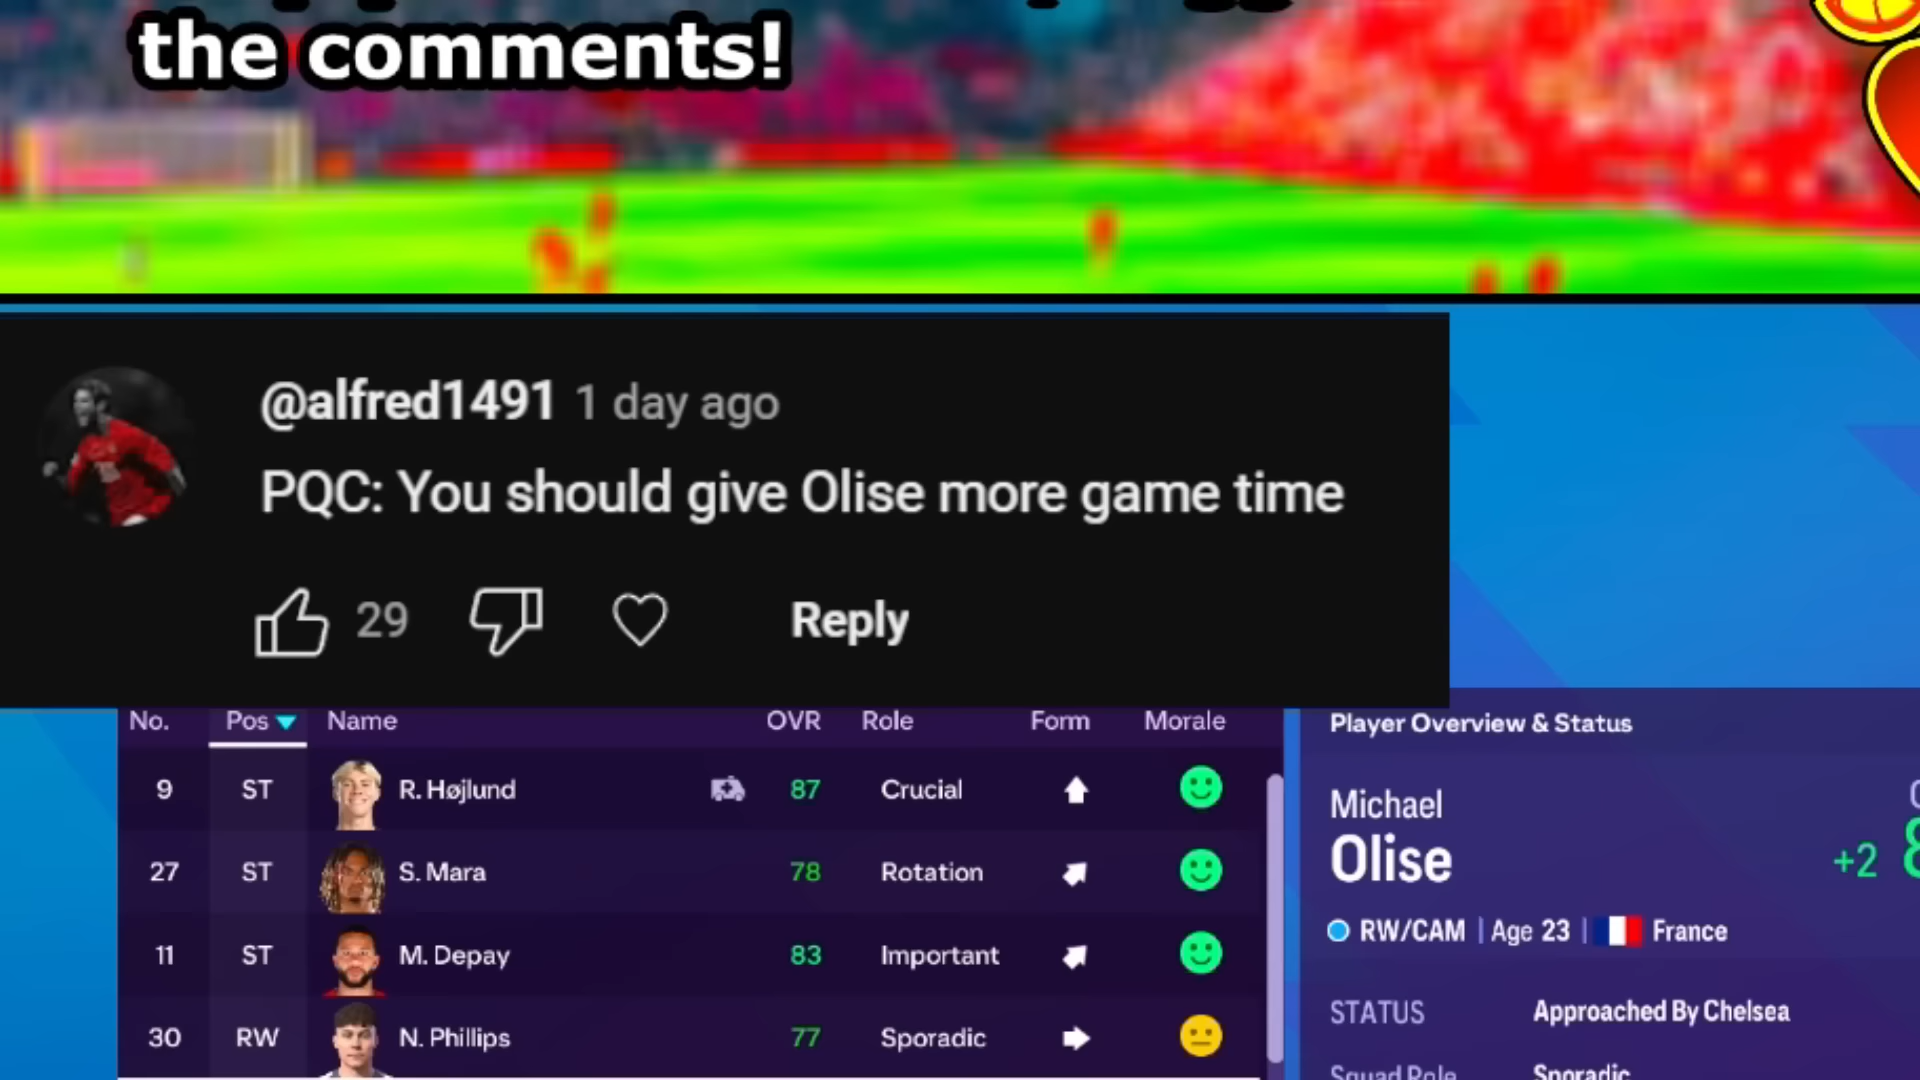 the comments!
@alfred1491 1 day ago
PQC: You should give Olise more game time
29 Reply
No. Pos Name OVR Role Form Morale
9 ST R. Højlund 87 Crucial
27 ST S. Mara 78 Rotation
11 ST M. Depay 83 Important
30 RW N. Phillips 77 Sporadic
Player Overview & Status
Michael
Olise
+2
RW/CAM | Age 23 | France
STATUS Approached By Chelsea
Squad Role Sporadic